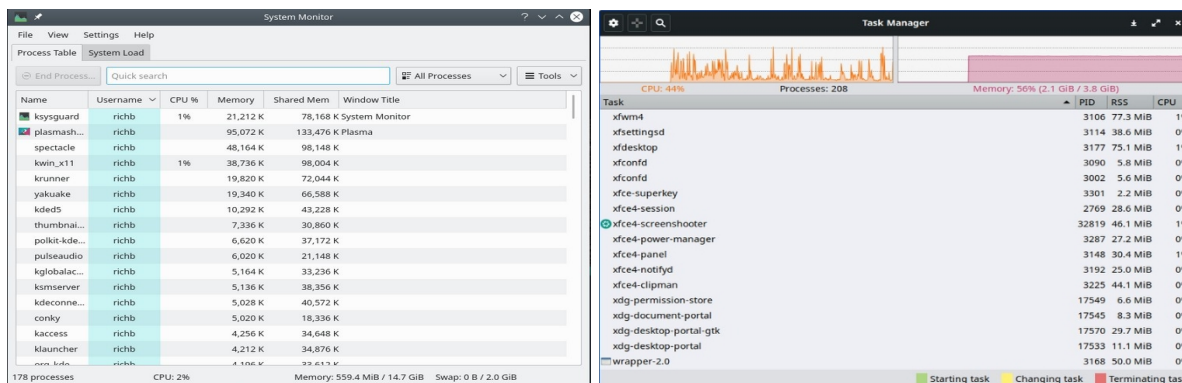 System Monitor
File View Settings Help
Process Table System Load
End Process... Quick search All Processes Tools
Name Username CPU % Memory Shared Mem Window Title
ksysguard richb 1% 21,212 K 78,168 K System Monitor
plasmash... richb 95,072 K 133,476 K Plasma
spectacle richb 48,164 K 98,148 K
kwin_x11 richb 1% 38,736 K 98,004 K
krunner richb 19,820 K 72,044 K
yakuake richb 19,340 K 66,588 K
kded5 richb 10,292 K 43,228 K
thumbnai... richb 7,336 K 30,860 K
polkit-kde... richb 6,620 K 37,172 K
pulseaudio richb 6,020 K 21,148 K
kglobalac... richb 5,164 K 33,236 K
ksmserver richb 5,136 K 38,356 K
kdeconne... richb 5,028 K 40,572 K
conky richb 5,020 K 18,336 K
kaccess richb 4,256 K 34,648 K
klauncher richb 4,212 K 34,876 K
org.kde... richb 4,196 K 33,612 K
178 processes CPU: 2% Memory: 559.4 MiB / 14.7 GiB Swap: 0 B / 2.0 GiB
Task Manager
CPU: 44% Processes: 208 Memory: 56% (2.1 GiB / 3.8 GiB)
Task PID RSS CPU
xfwm4 3106 77.3 MiB
xfsettingsd 3114 38.6 MiB
xfdesktop 3177 75.1 MiB
xfconfd 3090 5.8 MiB
xfconfd 3002 5.6 MiB
xfce-superkey 3301 2.2 MiB
xfce4-session 2769 28.6 MiB
xfce4-screenshooter 32819 46.1 MiB
xfce4-power-manager 3287 27.2 MiB
xfce4-panel 3148 30.4 MiB
xfce4-notifyd 3192 25.0 MiB
xfce4-clipman 3225 44.1 MiB
xdg-permission-store 17549 6.6 MiB
xdg-document-portal 17545 8.3 MiB
xdg-desktop-portal-gtk 17570 29.7 MiB
xdg-desktop-portal 17533 11.1 MiB
wrapper-2.0 3168 50.0 MiB
Starting task Changing task Terminating tas